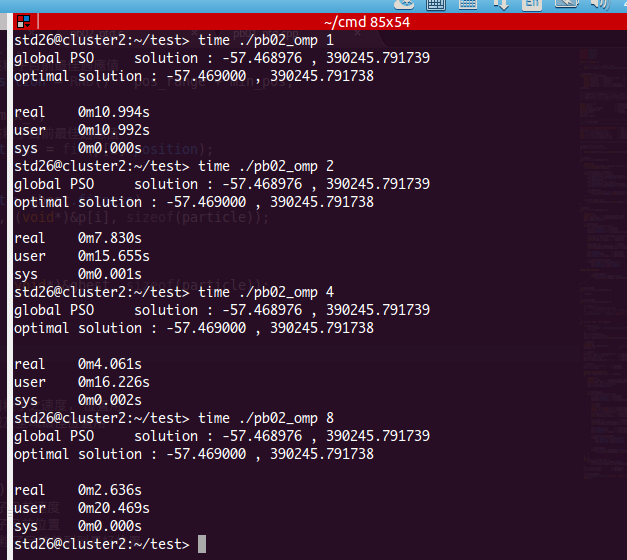 En
~/cmd 85x54
std26@cluster2:~/test> time ./pb02_omp 1
global PSO    solution : -57.468976 , 390245.791739
optimal solution : -57.469000 , 390245.791738
real    0m10.994s
user    0m10.992s
sys     0m0.000s
std26@cluster2:~/test> time ./pb02_omp 2
global PSO    solution : -57.468976 , 390245.791739
optimal solution : -57.469000 , 390245.791738
(void*)&p[i], sizeof(particle));
real    0m7.830s
user    0m15.655s
sys     0m0.001s
std26@cluster2:~/test> time ./pb02_omp 4
global PSO    solution : -57.468976 , 390245.791739
optimal solution : -57.469000 , 390245.791738
real    0m4.061s
user    0m16.226s
sys     0m0.002s
std26@cluster2:~/test> time ./pb02_omp 8
global PSO    solution : -57.468976 , 390245.791739
optimal solution : -57.469000 , 390245.791738
real    0m2.636s
user    0m20.469s
sys     0m0.000s
std26@cluster2:~/test>